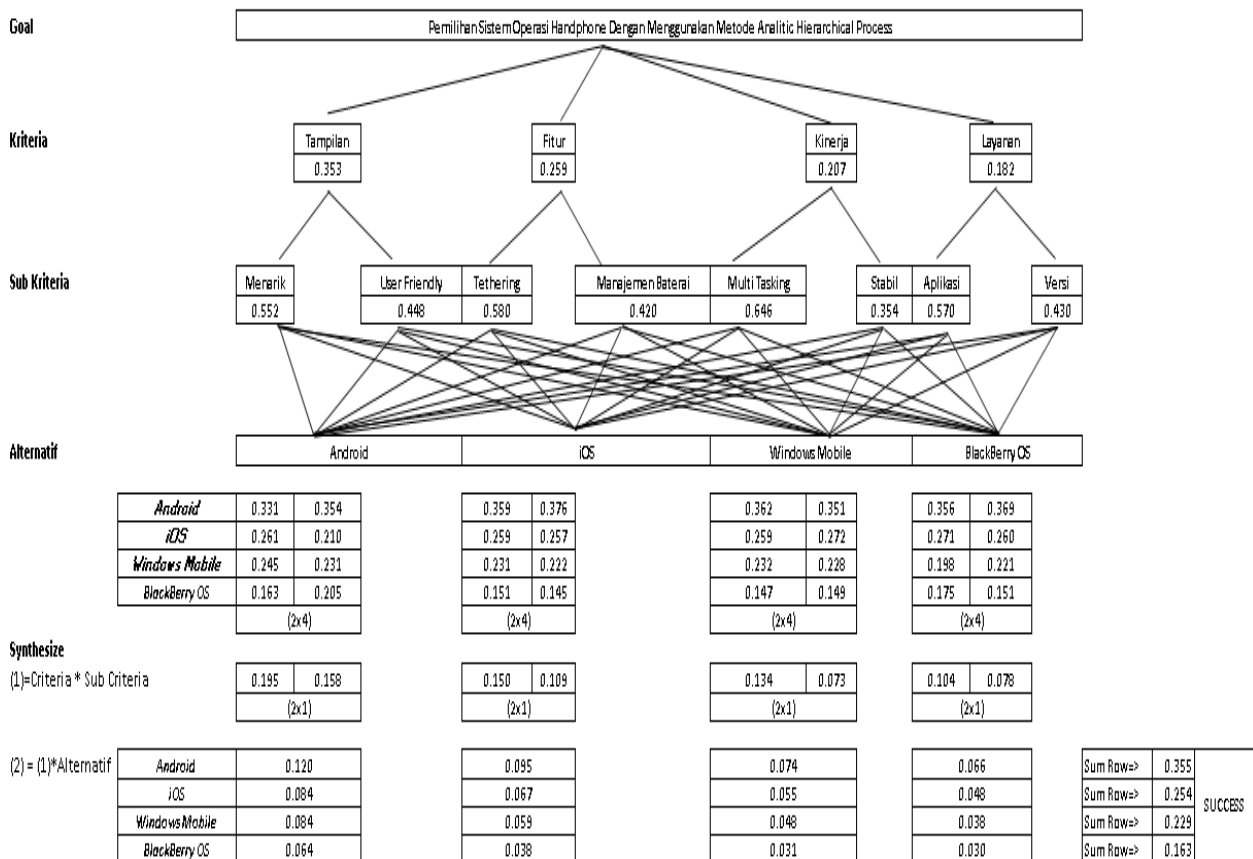 Goal
Pemilihan Sistem Operasi Handphone Dengan Menggunakan Metode Analitic Hierarchical Process
Kriteria
Tampilan Fitur Kinerja Layanan
0.353 0.259 0.207 0.182
Sub Kriteria
Menarik User Friendly Tethering Manajemen Baterai Multi Tasking Stabil Aplikasi Versi
0.552 0.448 0.580 0.420 0.646 0.354 0.570 0.430
Alternatif
Android iOS Windows Mobile BlackBerry OS
Android 0.331 0.354 0.359 0.376 0.362 0.351 0.356 0.369
iOS 0.261 0.210 0.259 0.257 0.259 0.272 0.271 0.260
Windows Mobile 0.245 0.231 0.231 0.222 0.232 0.228 0.198 0.221
BlackBerry OS 0.163 0.205 0.151 0.145 0.147 0.149 0.175 0.151
(2x4) (2x4) (2x4) (2x4)
Synthesize
(1)=Criteria * Sub Criteria 0.195 0.158 0.150 0.109 0.134 0.073 0.104 0.078
(2x1) (2x1) (2x1) (2x1)
(2) = (1)*Alternatif Android 0.120 0.095 0.074 0.066 Sum Row=> 0.355
iOS 0.084 0.067 0.055 0.048 Sum Row=> 0.254
SUCCESS
Windows Mobile 0.084 0.059 0.048 0.038 Sum Row=> 0.229
BlackBerry OS 0.064 0.038 0.031 0.030 Sum Row=> 0.163